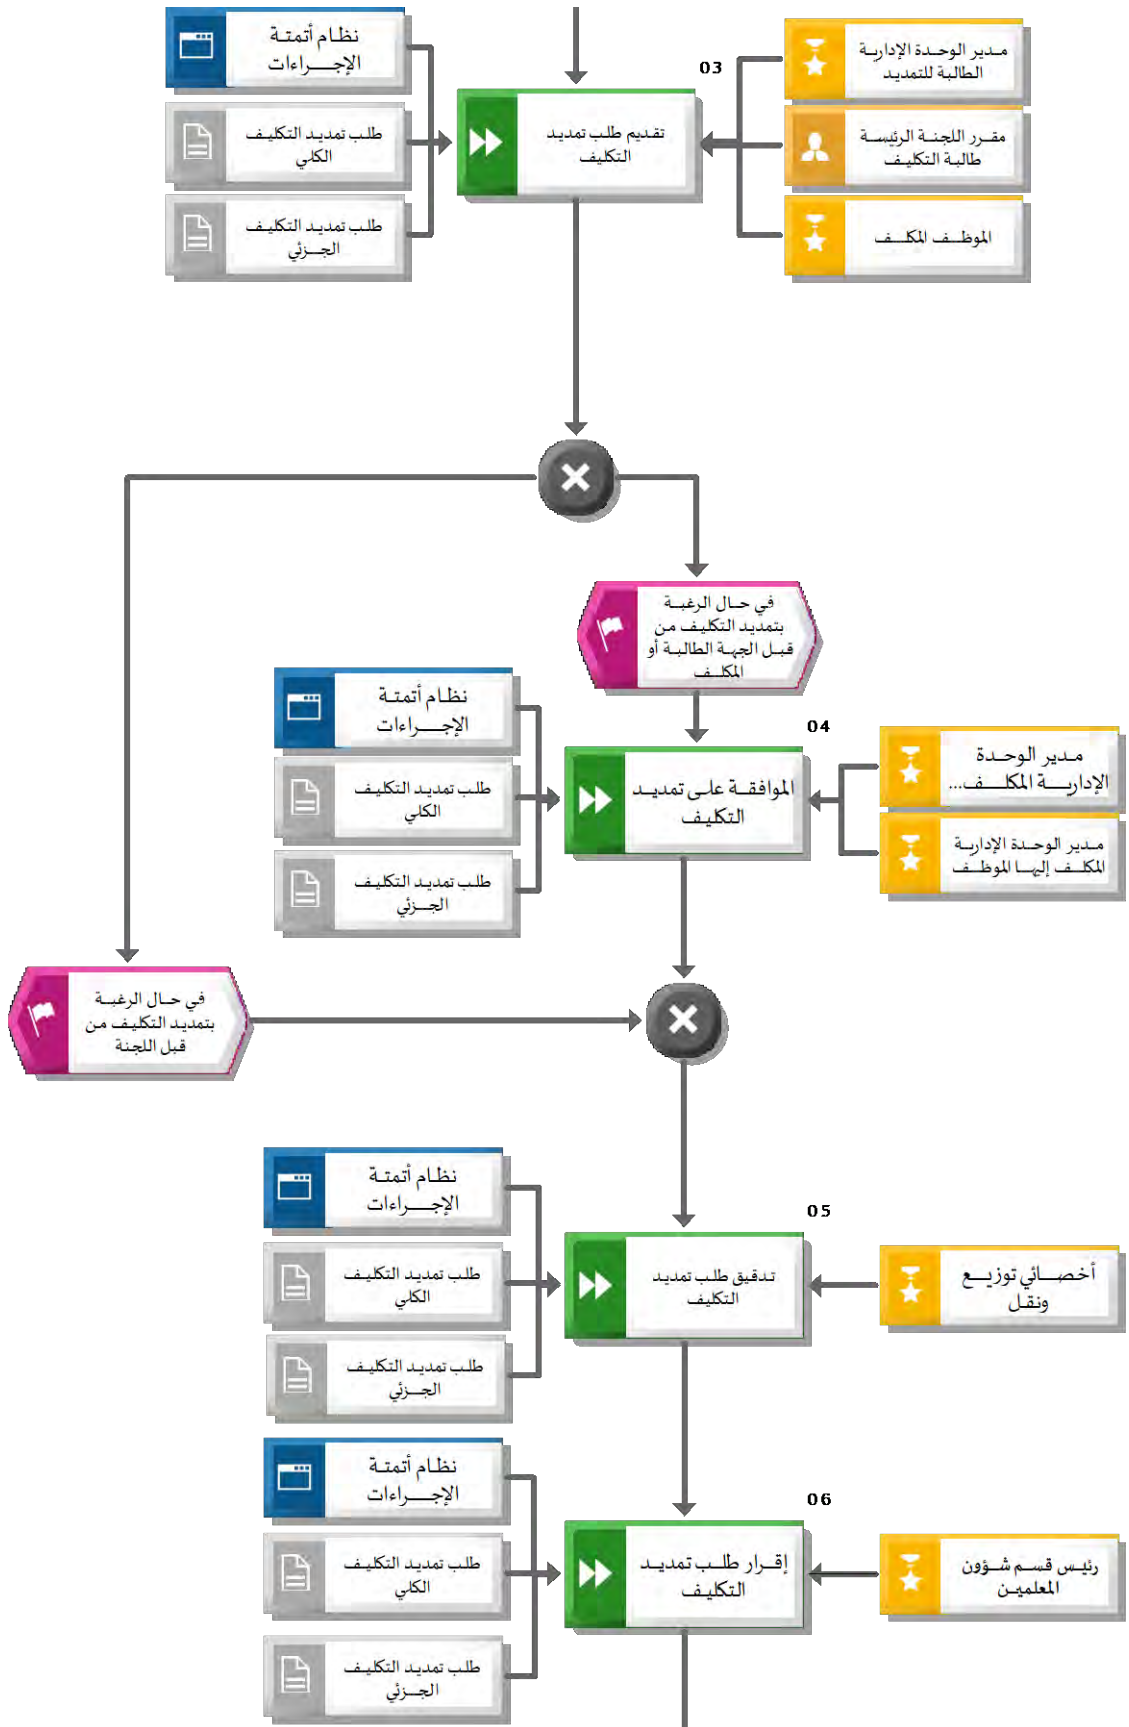 03
مدير الوحدة الإدارية
الطالبة للتمديد
مقرر اللجنة الرئيسة
طالبة التكليف
الموظف المكلف
تقديم طلب تمديد
التكليف
نظام أتمتة
الإجراءات
طلب تمديد التكليف
الكلي
طلب تمديد التكليف
الجزئي
في حال الرغبة
بتمديد التكليف من
قبل الجهة الطالبة أو
المكلف
04
مدير الوحدة
الإدارية المكلف...
مدير الوحدة الإدارية
المكلف إليها الموظف
الموافقة على تمديد
التكليف
نظام أتمتة
الإجراءات
طلب تمديد التكليف
الكلي
طلب تمديد التكليف
الجزئي
في حال الرغبة
بتمديد التكليف من
قبل اللجنة
05
أخصائي توزيع
ونقل
تدقيق طلب تمديد
التكليف
نظام أتمتة
الإجراءات
طلب تمديد التكليف
الكلي
طلب تمديد التكليف
الجزئي
06
رئيس قسم شؤون
المعلمين
إقرار طلب تمديد
التكليف
نظام أتمتة
الإجراءات
طلب تمديد التكليف
الكلي
طلب تمديد التكليف
الجزئي